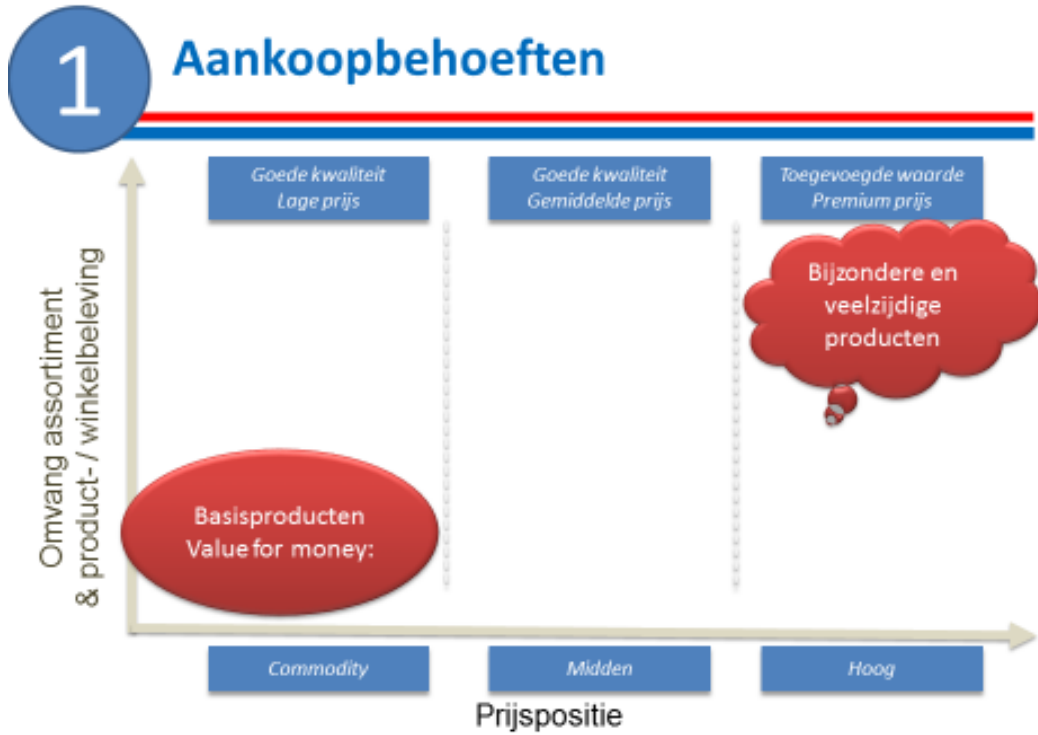 1
Aankoopbehoeften
Goede kwaliteit
Lage prijs
Goede kwaliteit
Gemiddelde prijs
Toegevoegde waarde
Premium prijs
Omvang assortiment
& product- / winkelbeleving
Bijzondere en
veelzijdige
producten
Basisproducten
Value for money:
Commodity
Midden
Hoog
Prijspositie